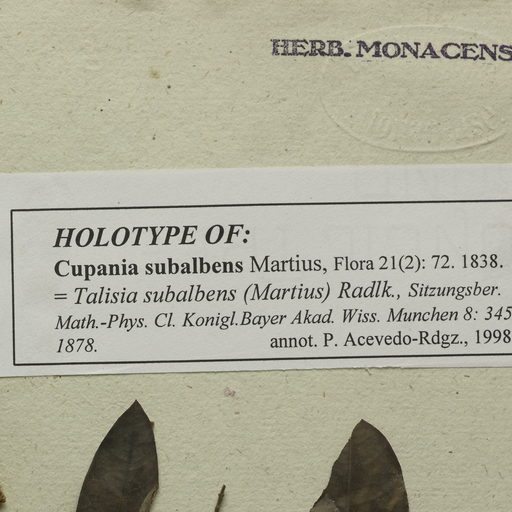 HERB. MONACENS
HOLOTYPE OF:
Cupania subalbens Martius, Flora 21(2): 72. 1838.
= Talisia subalbens (Martius) Radlk., Sitzungsber.
Math.-Phys. Cl. Konigl.Bayer Akad. Wiss. Munchen 8: 345
1878. annot. P. Acevedo-Rdgz., 1998